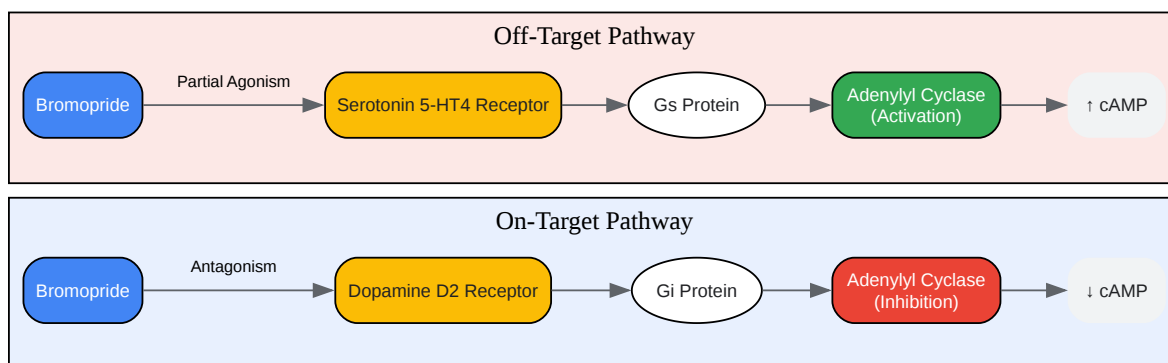 Off-Target Pathway
Bromopride
Partial Agonism
Serotonin 5-HT4 Receptor
Gs Protein
Adenylyl Cyclase
(Activation)
↑ cAMP
On-Target Pathway
Bromopride
Antagonism
Dopamine D2 Receptor
Gi Protein
Adenylyl Cyclase
(Inhibition)
↓ cAMP